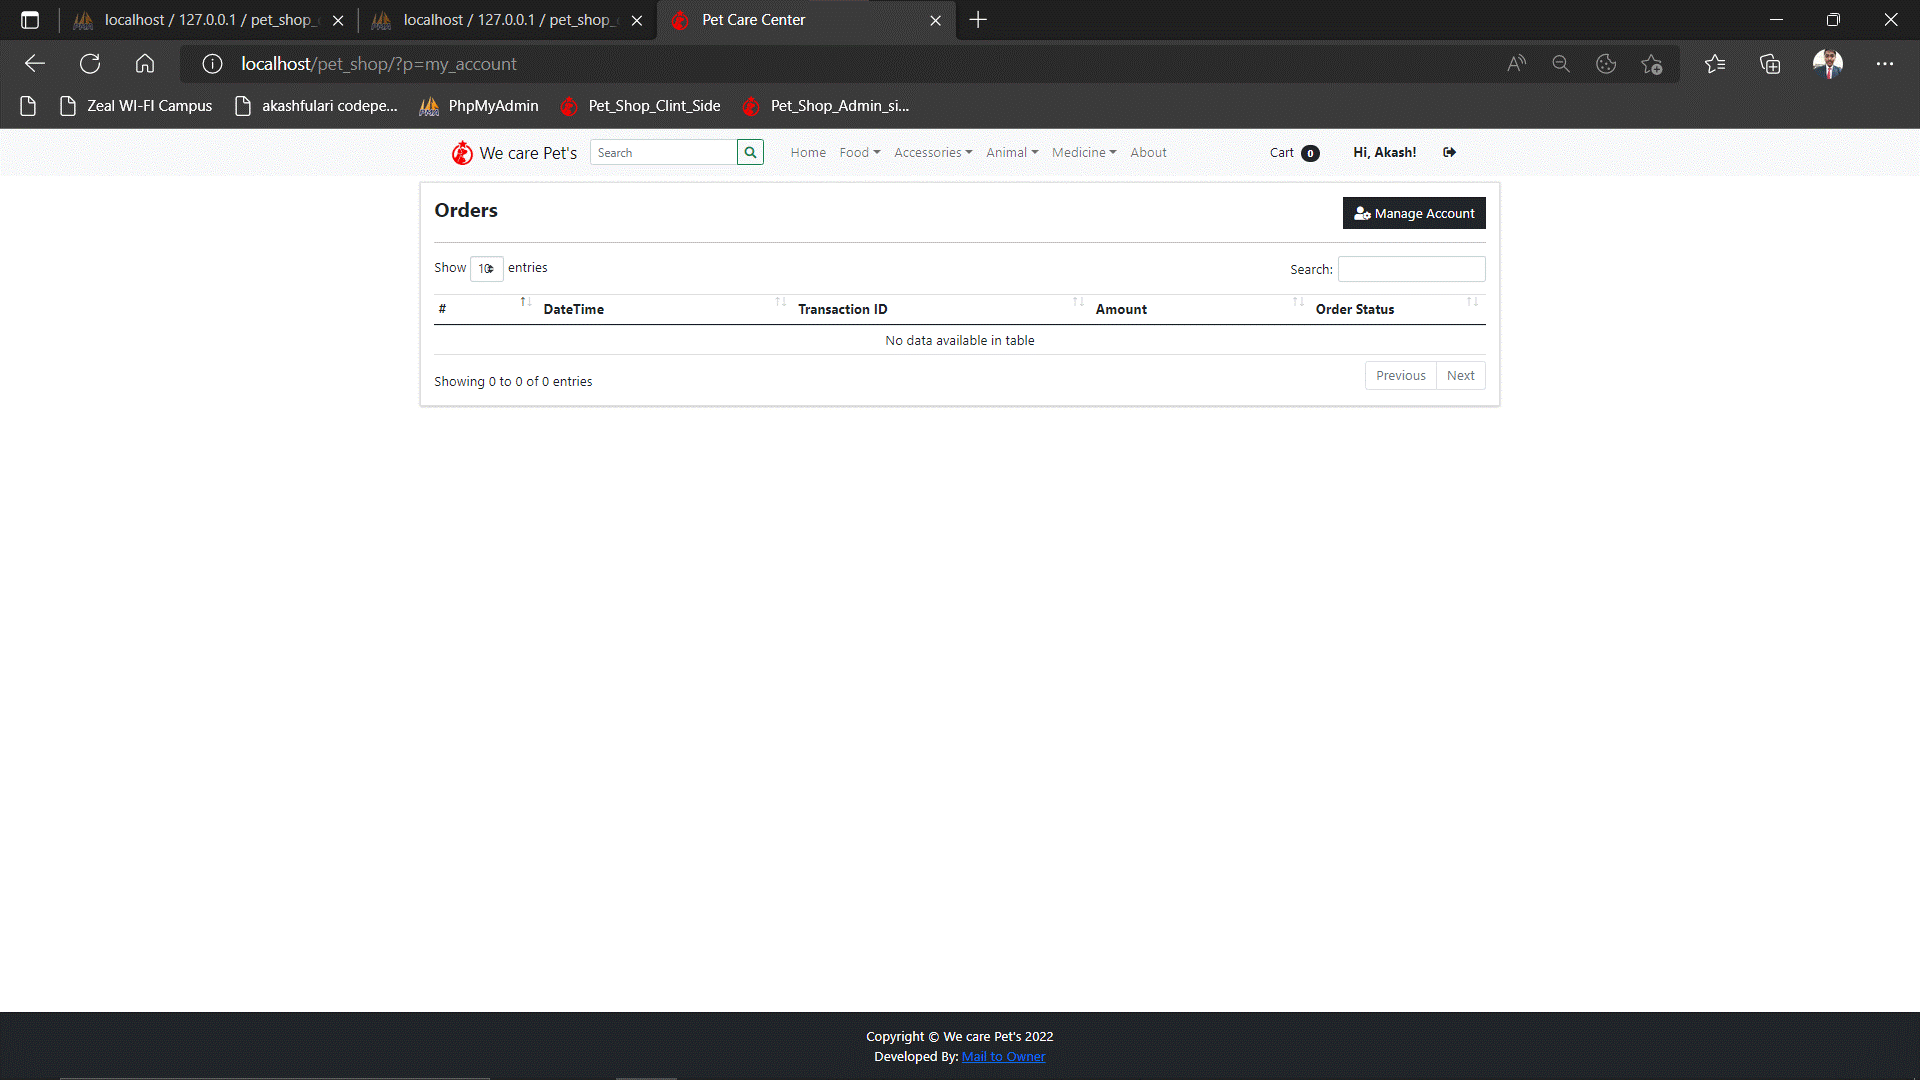 localhost / 127.0.0.1 / pet_shop_
localhost / 127.0.0.1 / pet_shop_
Pet Care Center
localhost/pet_shop/?p=my_account
Zeal WI-FI Campus
akashfulari codepe...
PhpMyAdmin
Pet_Shop_Clint_Side
Pet_Shop_Admin_si...
We care Pet's
Search
Home
Food
Accessories
Animal
Medicine
About
Cart 0
Hi, Akash!
Orders
Manage Account
Show 10 entries
Search:
# DateTime Transaction ID Amount Order Status
No data available in table
Showing 0 to 0 of 0 entries
Previous Next
Copyright © We care Pet's 2022
Developed By: Mail to Owner